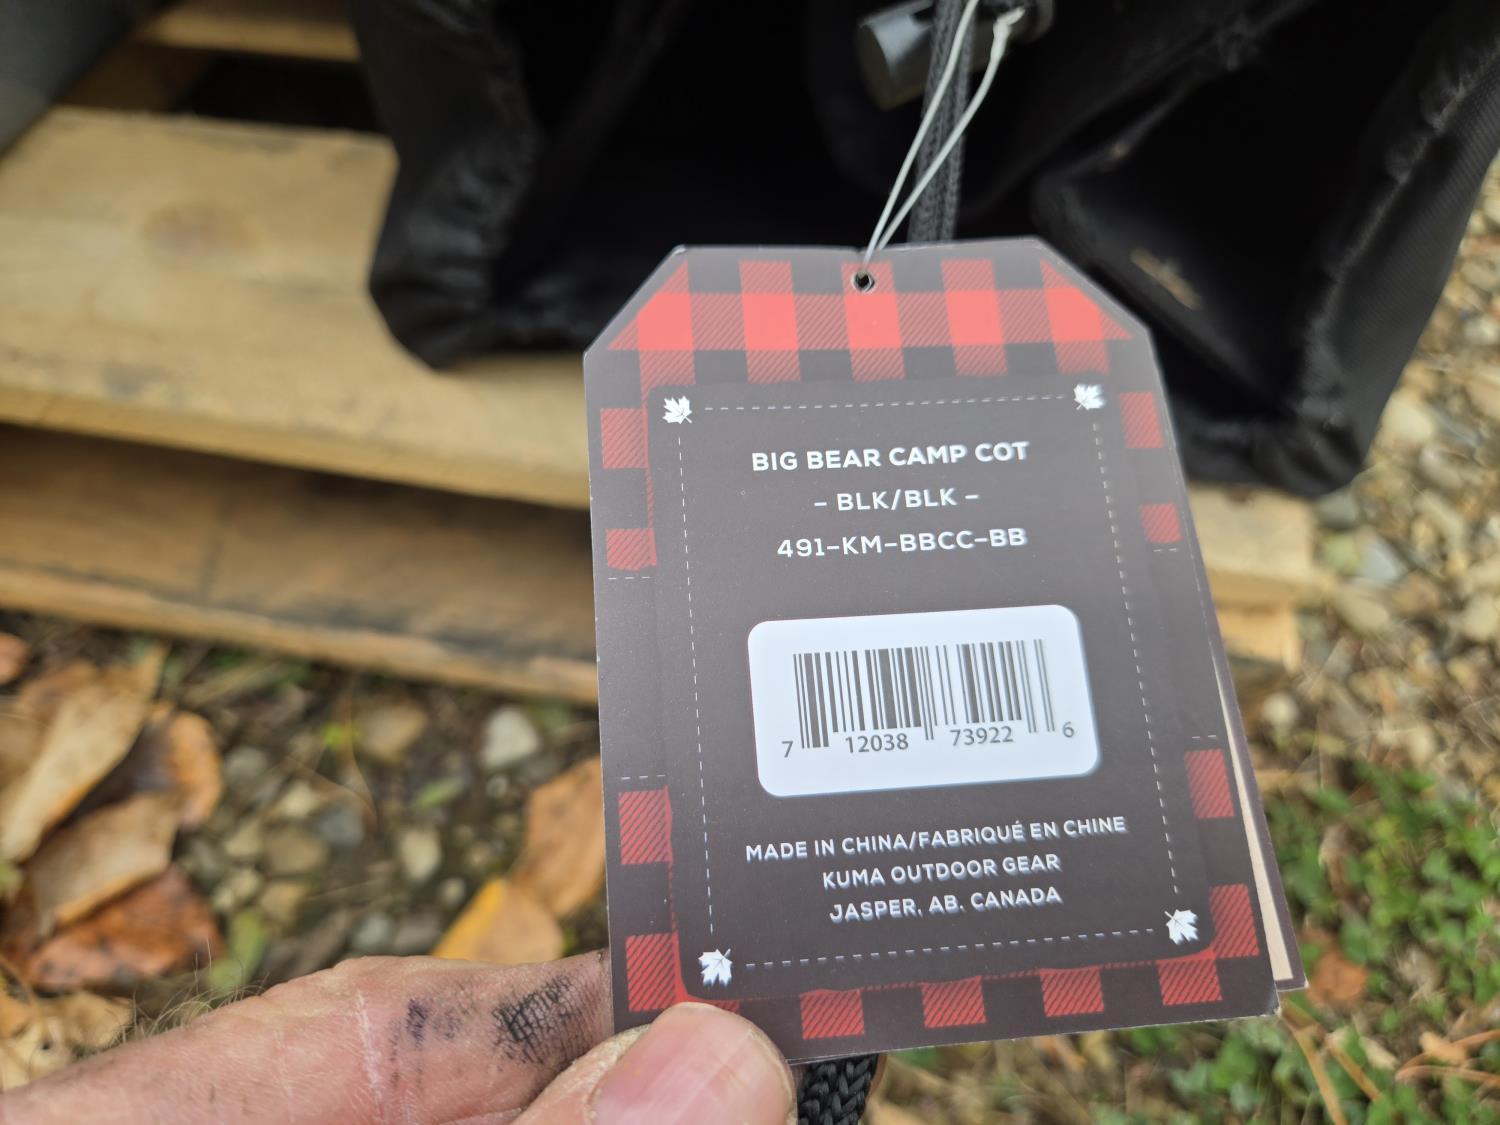 BIG BEAR CAMP COT
– BLK/BLK –
491–KM–BBCC–BB
7 12038 73922 6
MADE IN CHINA/FABRIQUÉ EN CHINE
KUMA OUTDOOR GEAR
JASPER, AB. CANADA